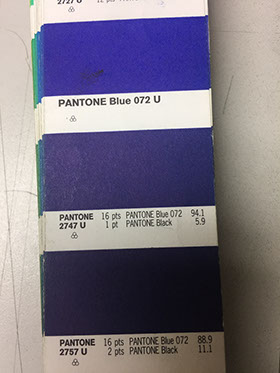 2727 U
PANTONE Blue 072 U
PANTONE 16 pts PANTONE Blue 072 94.1
2747 U 1 pt PANTONE Black 5.9
PANTONE 16 pts PANTONE Blue 072 88.9
2757 U 2 pts PANTONE Black 11.1